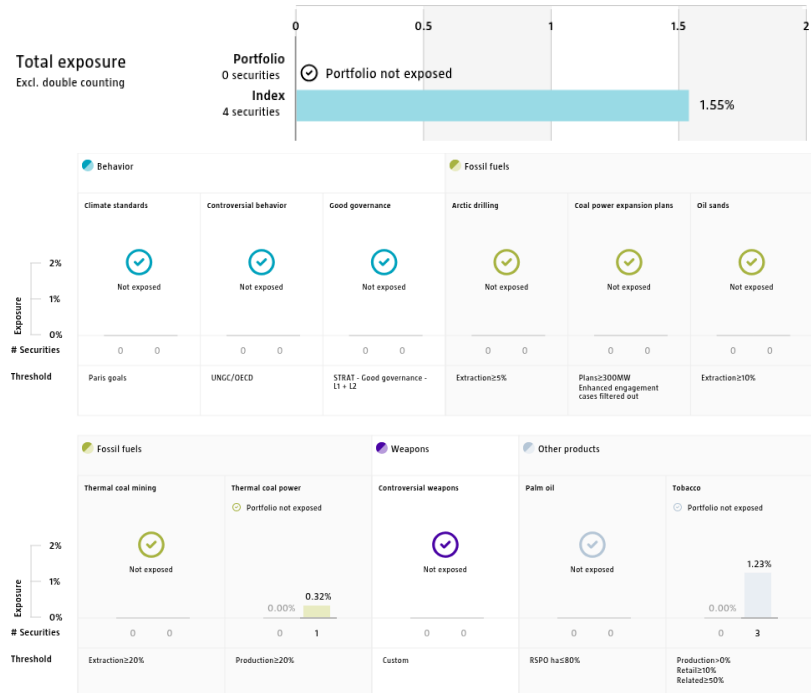 0 0.5 1 1.5 2
Total exposure
Excl. double counting
Portfolio
0 securities
Portfolio not exposed
Index
4 securities
1.55%
Behavior
Fossil fuels
Climate standards
Controversial behavior
Good governance
Arctic drilling
Coal power expansion plans
Oil sands
Exposure
2%
1%
0%
Not exposed
Not exposed
Not exposed
Not exposed
Not exposed
Not exposed
# Securities
0 0
0 0
0 0
0 0
0 0
0 0
Threshold
Paris goals
UNGC/OECD
STRAT - Good governance -
L1 + L2
Extraction≥5%
Plans≥300MW
Enhanced engagement
cases filtered out
Extraction≥10%
Fossil fuels
Weapons
Other products
Thermal coal mining
Thermal coal power
Portfolio not exposed
Controversial weapons
Palm oil
Tobacco
Portfolio not exposed
Exposure
2%
1%
0%
Not exposed
0.00%
0.32%
Not exposed
Not exposed
0.00%
1.23%
# Securities
0 0
0 1
0 0
0 0
0 3
Threshold
Extraction≥20%
Production≥20%
Custom
RSPO ha≤80%
Production>0%
Retail≥10%
Related≥50%